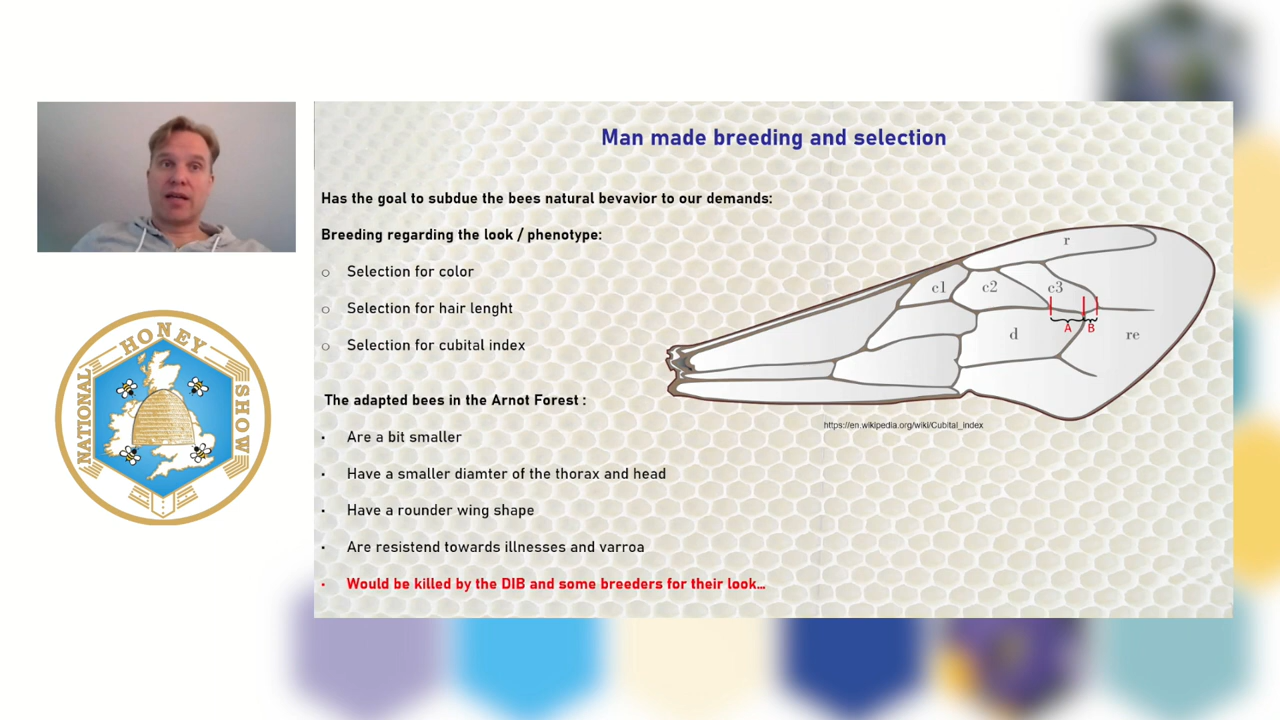 Man made breeding and selection
Has the goal to subdue the bees natural bevavior to our demands:
Breeding regarding the look / phenotype:
o Selection for color
o Selection for hair lenght
o Selection for cubital index
The adapted bees in the Arnot Forest :
· Are a bit smaller
· Have a smaller diamter of the thorax and head
· Have a rounder wing shape
· Are resistend towards illnesses and varroa
· Would be killed by the DIB and some breeders for their look...
r
c1 c2 c3
A B
d re
https://en.wikipedia.org/wiki/Cubital_index
NATIONAL HONEY SHOW